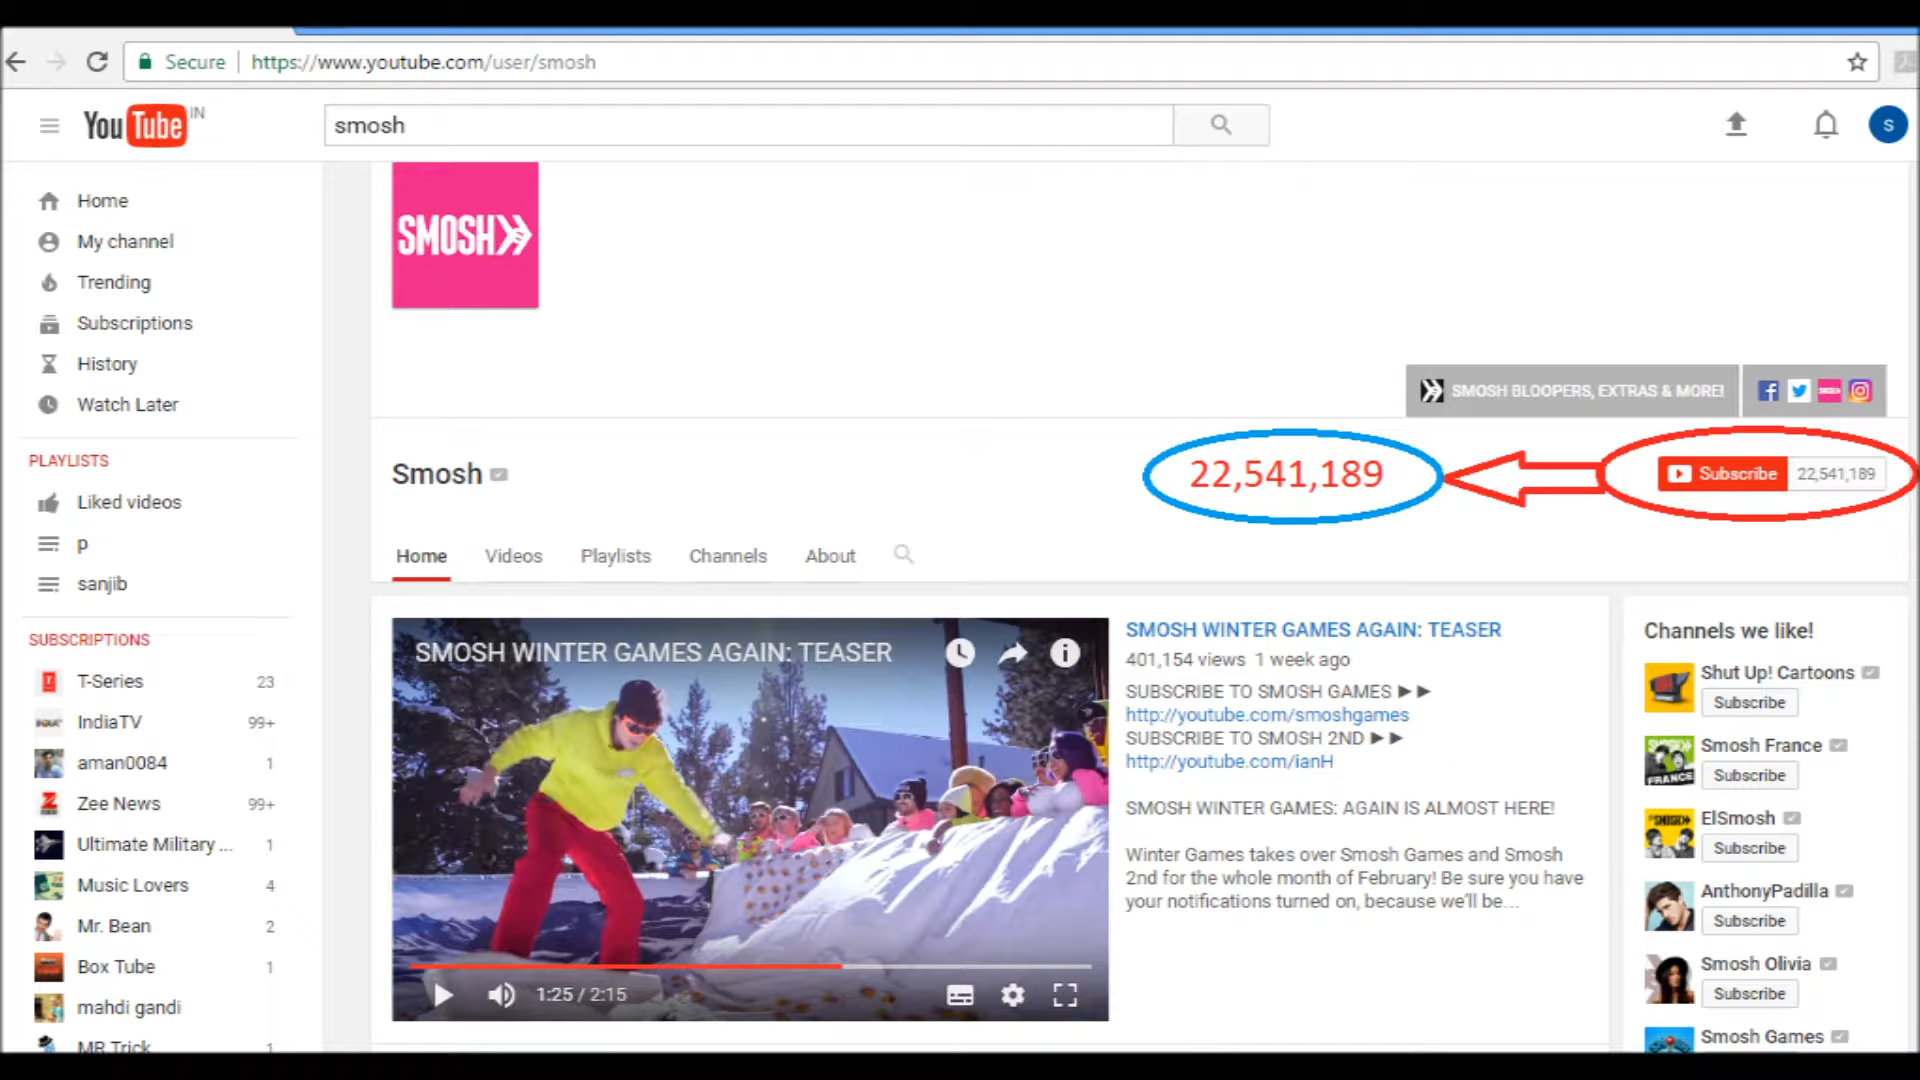 Secure https://www.youtube.com/user/smosh
YouTube IN
smosh
S
Home
My channel
Trending
Subscriptions
History
Watch Later
PLAYLISTS
Liked videos
p
sanjib
SUBSCRIPTIONS
T-Series 23
IndiaTV 99+
aman0084 1
Zee News 99+
Ultimate Military ... 1
Music Lovers 4
Mr. Bean 2
Box Tube 1
mahdi gandi
MR Trick 1
SMOSH
SMOSH BLOOPERS, EXTRAS & MORE!
Smosh
22,541,189
Subscribe 22,541,189
Home Videos Playlists Channels About
SMOSH WINTER GAMES AGAIN: TEASER
1:25 / 2:15
SMOSH WINTER GAMES AGAIN: TEASER
401,154 views 1 week ago
SUBSCRIBE TO SMOSH GAMES ►►
http://youtube.com/smoshgames
SUBSCRIBE TO SMOSH 2ND ►►
http://youtube.com/ianH
SMOSH WINTER GAMES: AGAIN IS ALMOST HERE!
Winter Games takes over Smosh Games and Smosh
2nd for the whole month of February! Be sure you have
your notifications turned on, because we'll be...
Channels we like!
Shut Up! Cartoons
Subscribe
Smosh France
Subscribe
FRANCE
ElSmosh
Subscribe
AnthonyPadilla
Subscribe
Smosh Olivia
Subscribe
Smosh Games